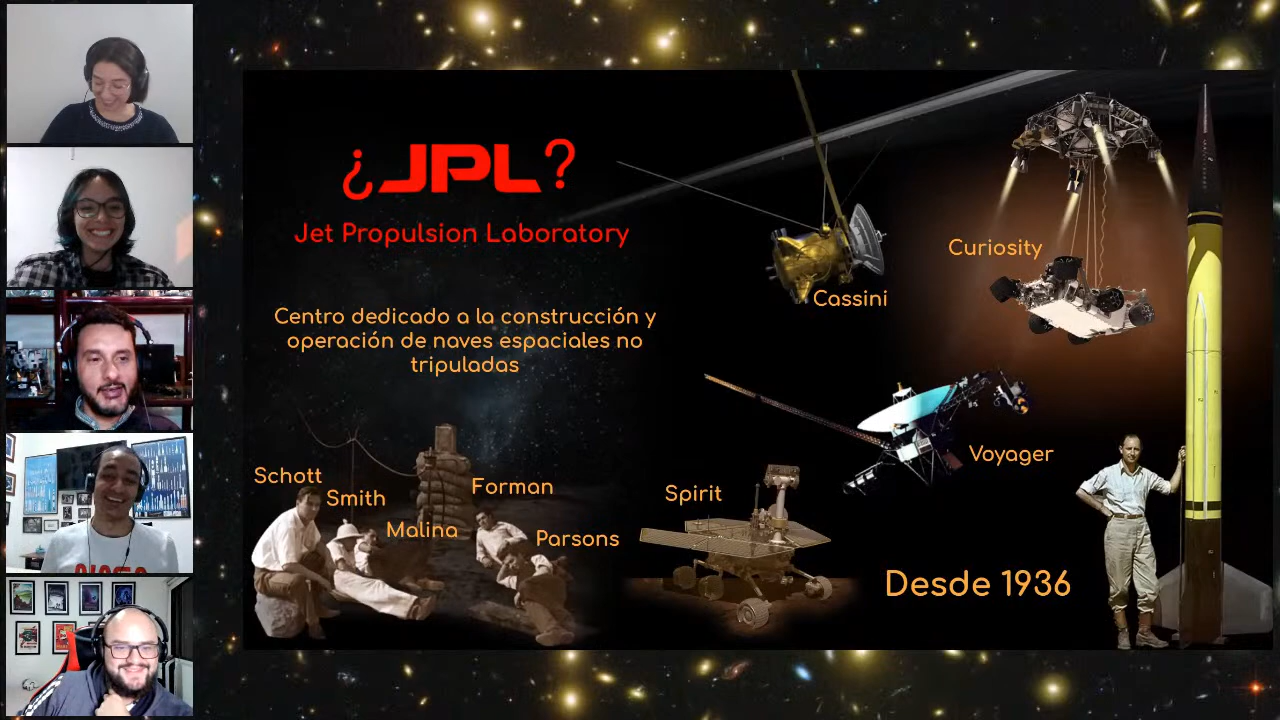 ¿JPL?
Jet Propulsion Laboratory
Centro dedicado a la construcción y
operación de naves espaciales no
tripuladas
Cassini
Curiosity
Voyager
Spirit
Schott
Smith
Malina
Forman
Parsons
Desde 1936